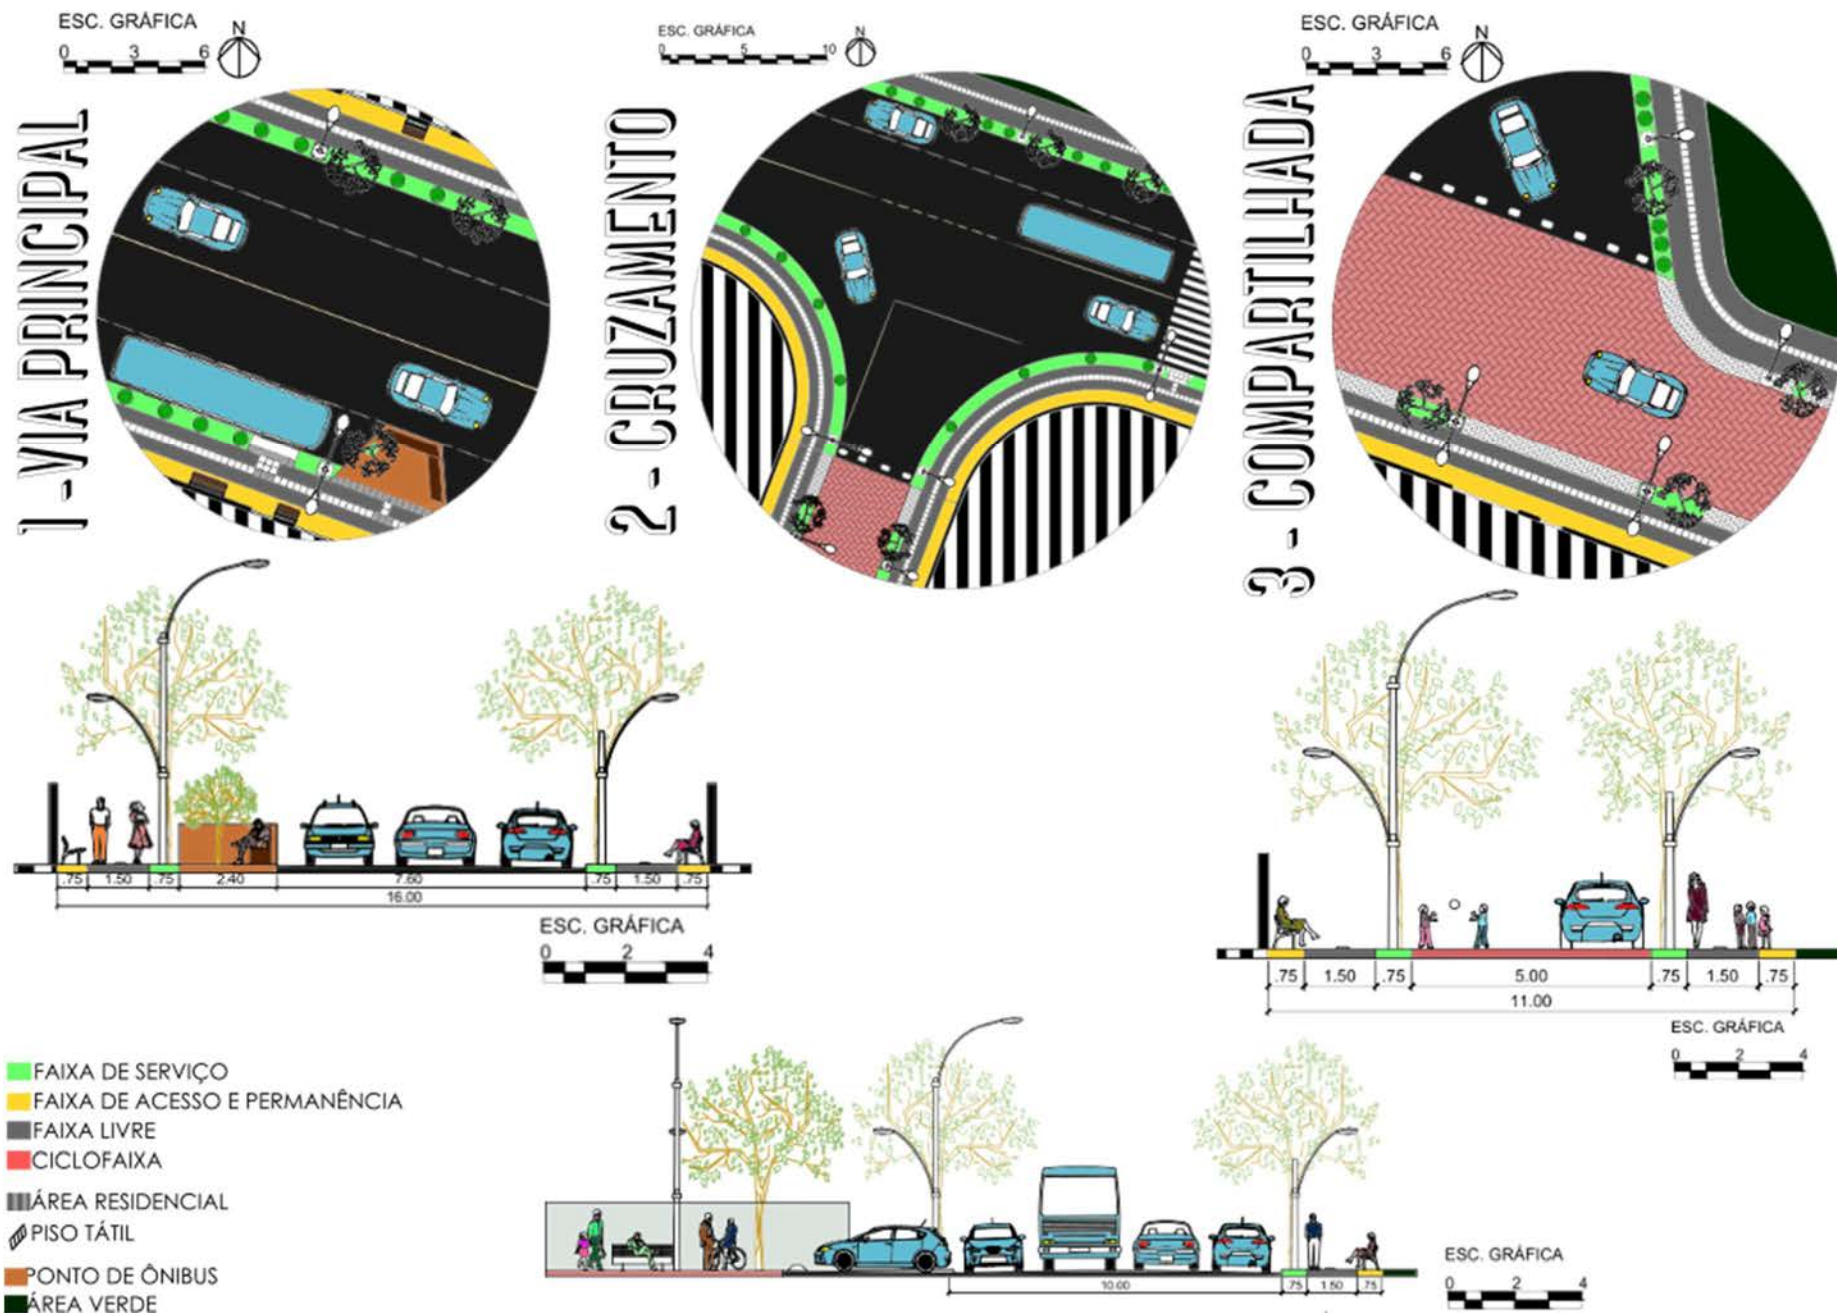 ESC. GRÁFICA
0 3 6
N
1 - VIA PRINCIPAL
ESC. GRÁFICA
0 5 10
N
2 - CRUZAMENTO
ESC. GRÁFICA
0 3 6
N
3 - COMPARTILHADA
.75 1.50 .75 2.40 7.60 .75 1.50 .75
16.00
ESC. GRÁFICA
0 2 4
.75 1.50 .75 5.00 .75 1.50 .75
11.00
ESC. GRÁFICA
0 2 4
10.00 .75 1.50 .75
ESC. GRÁFICA
0 2 4
FAIXA DE SERVIÇO
FAIXA DE ACESSO E PERMANÊNCIA
FAIXA LIVRE
CICLOFAIXA
ÁREA RESIDENCIAL
PISO TÁTIL
PONTO DE ÔNIBUS
ÁREA VERDE